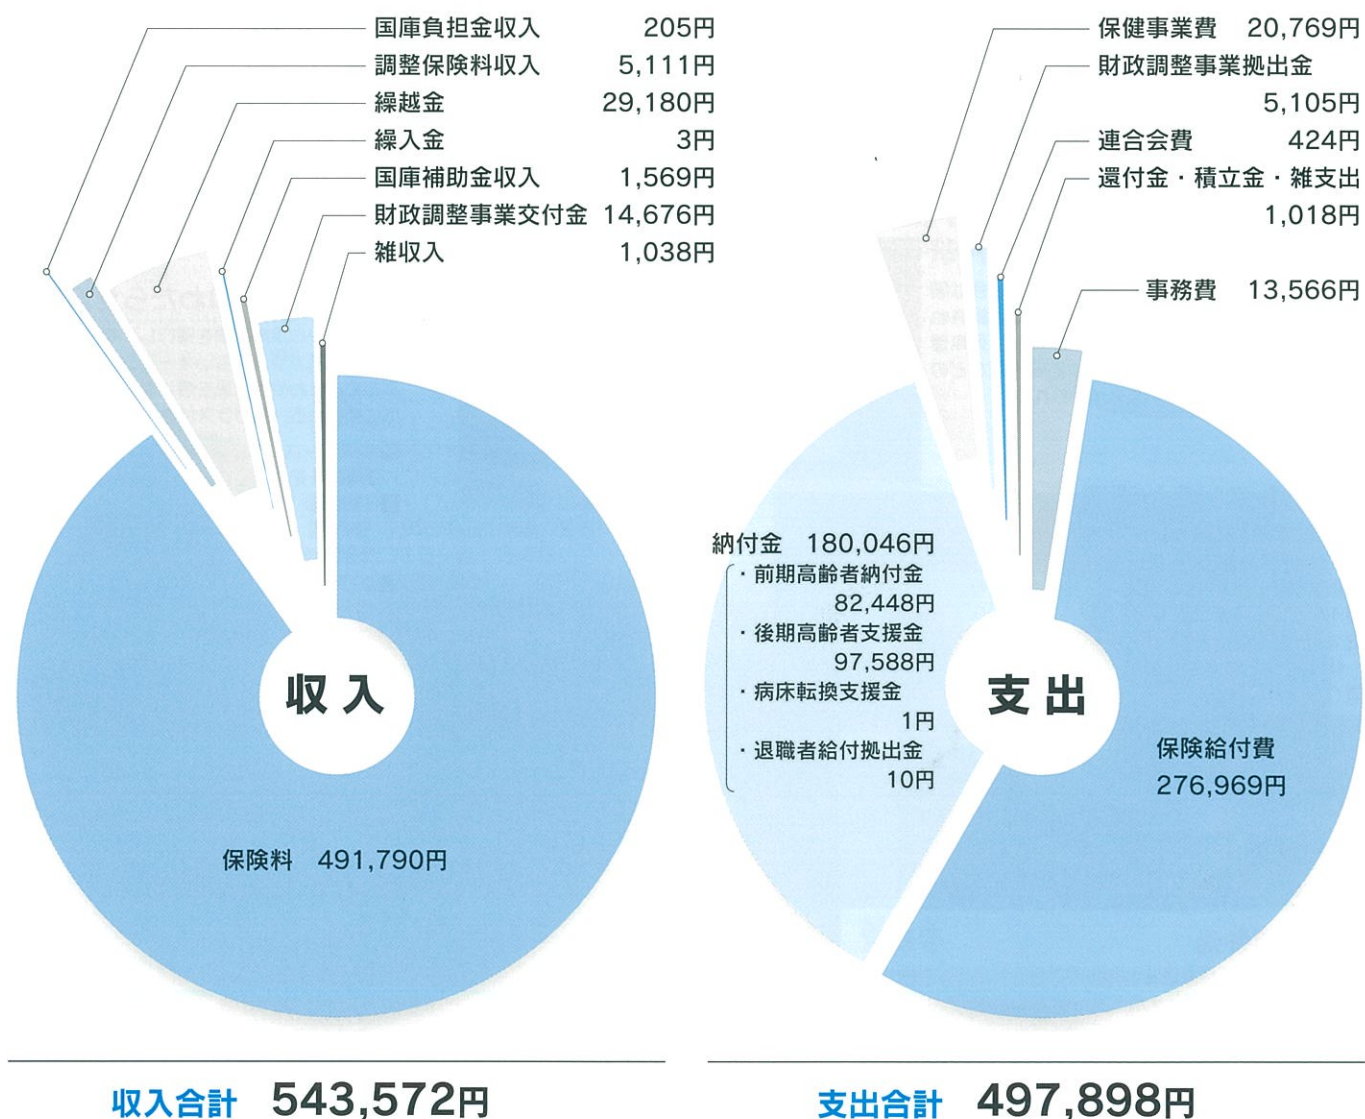 国庫負担金収入 205円
調整保険料収入 5,111円
繰越金 29,180円
繰入金 3円
国庫補助金収入 1,569円
財政調整事業交付金 14,676円
雑収入 1,038円
収入
保険料 491,790円
収入合計 543,572円
保健事業費 20,769円
財政調整事業拠出金
5,105円
連合会費 424円
還付金・積立金・雑支出
1,018円
事務費 13,566円
納付金 180,046円
・前期高齢者納付金
82,448円
・後期高齢者支援金
97,588円
・病床転換支援金
1円
・退職者給付拠出金
10円
支出
保険給付費
276,969円
支出合計 497,898円